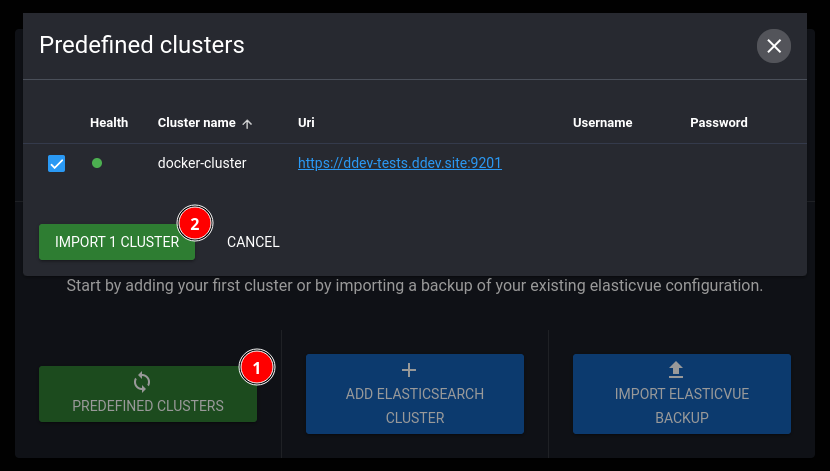 Predefined clusters
Health Cluster name Uri Username Password
docker-cluster https://ddev-tests.ddev.site:9201
2
IMPORT 1 CLUSTER CANCEL
Start by adding your first cluster or by importing a backup of your existing elasticvue configuration.
1
PREDEFINED CLUSTERS
ADD ELASTICSEARCH
CLUSTER
IMPORT ELASTICVUE
BACKUP